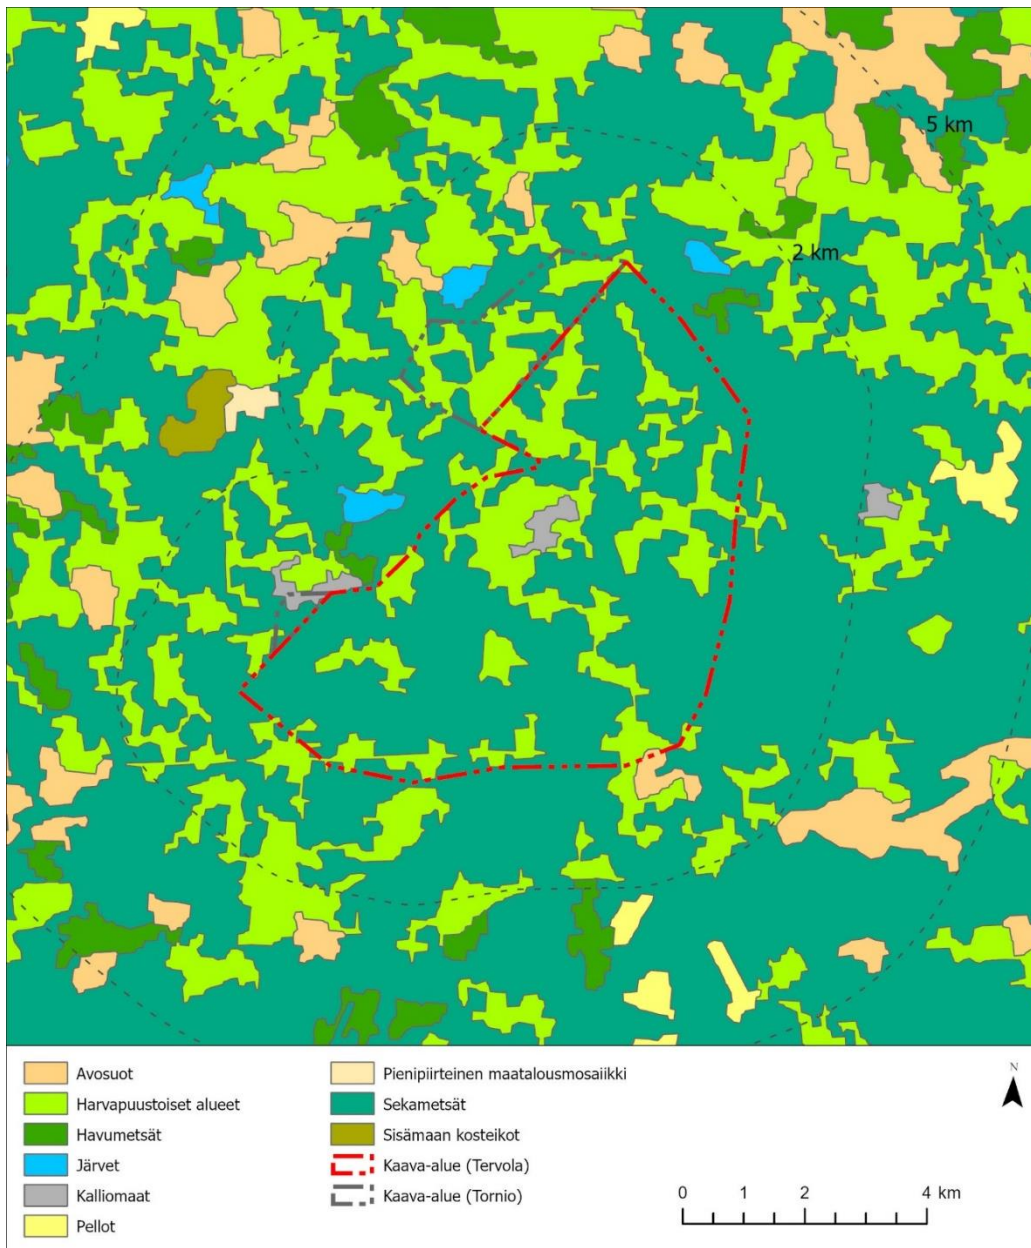 5 km
2 km
Avosuot
Harvapuustoiset alueet
Havumetsät
Järvet
Kalliomaat
Pellot
Pienipiirteinen maatalousmosaiikki
Sekametsät
Sisämaan kosteikot
Kaava-alue (Tervola)
Kaava-alue (Tornio)
N
0 1 2 4 km